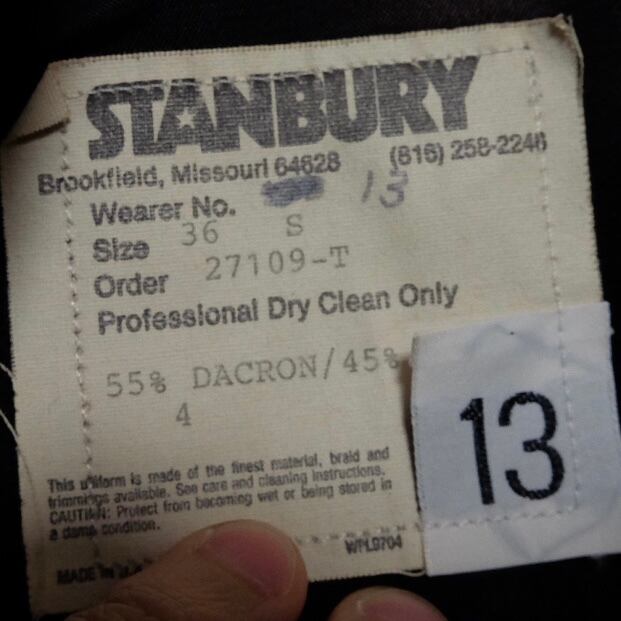 STANBURY
Brookfield, Missouri 64628 (816) 258-2246
Wearer No. 13
Size 36 S
Order 27109-T
Professional Dry Clean Only
55% DACRON/45%
4
13
This uniform is made of the finest material, braid and
trimmings available. See care and cleaning instructions.
CAUTION: Protect from becoming wet or being stored in
a damp condition.
WPL9704
MADE IN